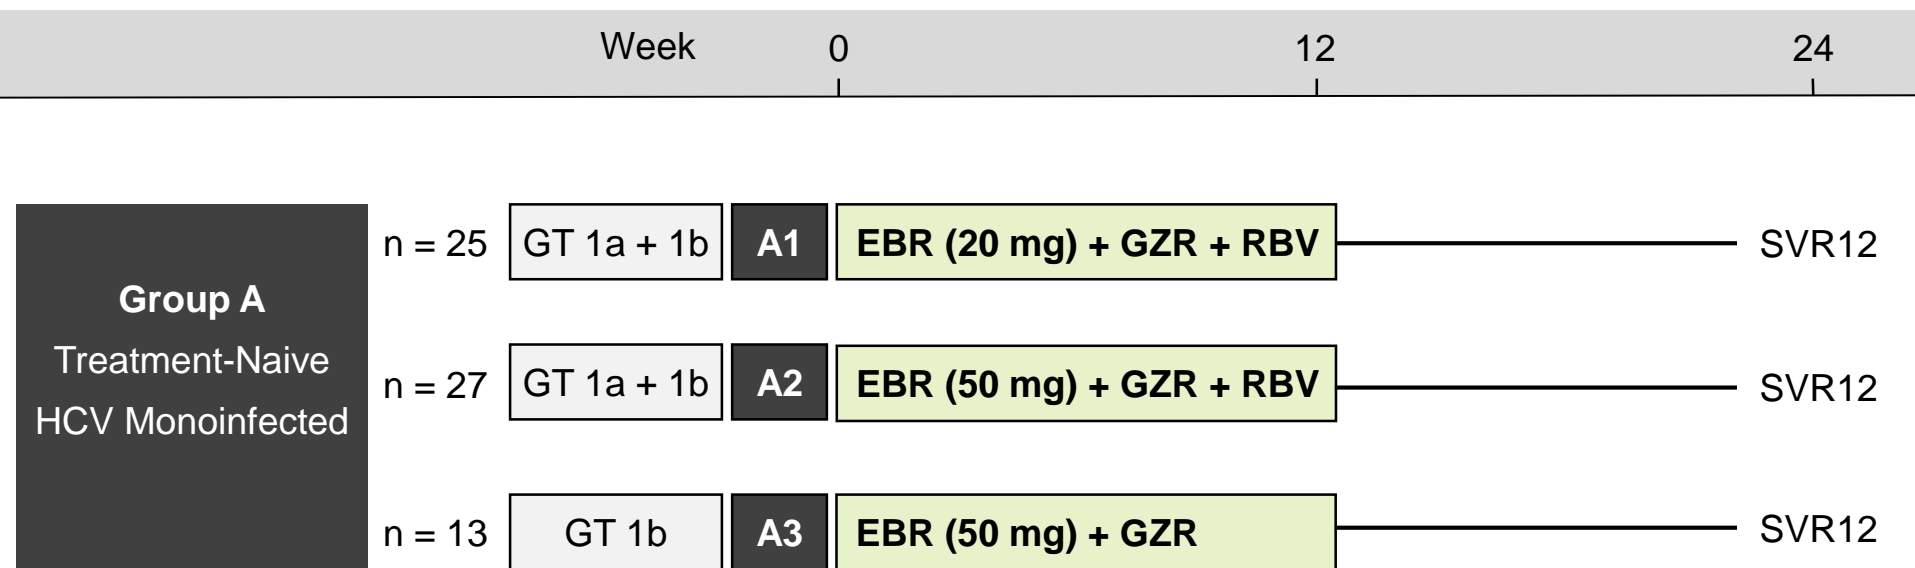 Week 0 12 24
Group A
Treatment-Naive
HCV Monoinfected
n = 25 GT 1a + 1b A1 EBR (20 mg) + GZR + RBV SVR12
n = 27 GT 1a + 1b A2 EBR (50 mg) + GZR + RBV SVR12
n = 13 GT 1b A3 EBR (50 mg) + GZR SVR12